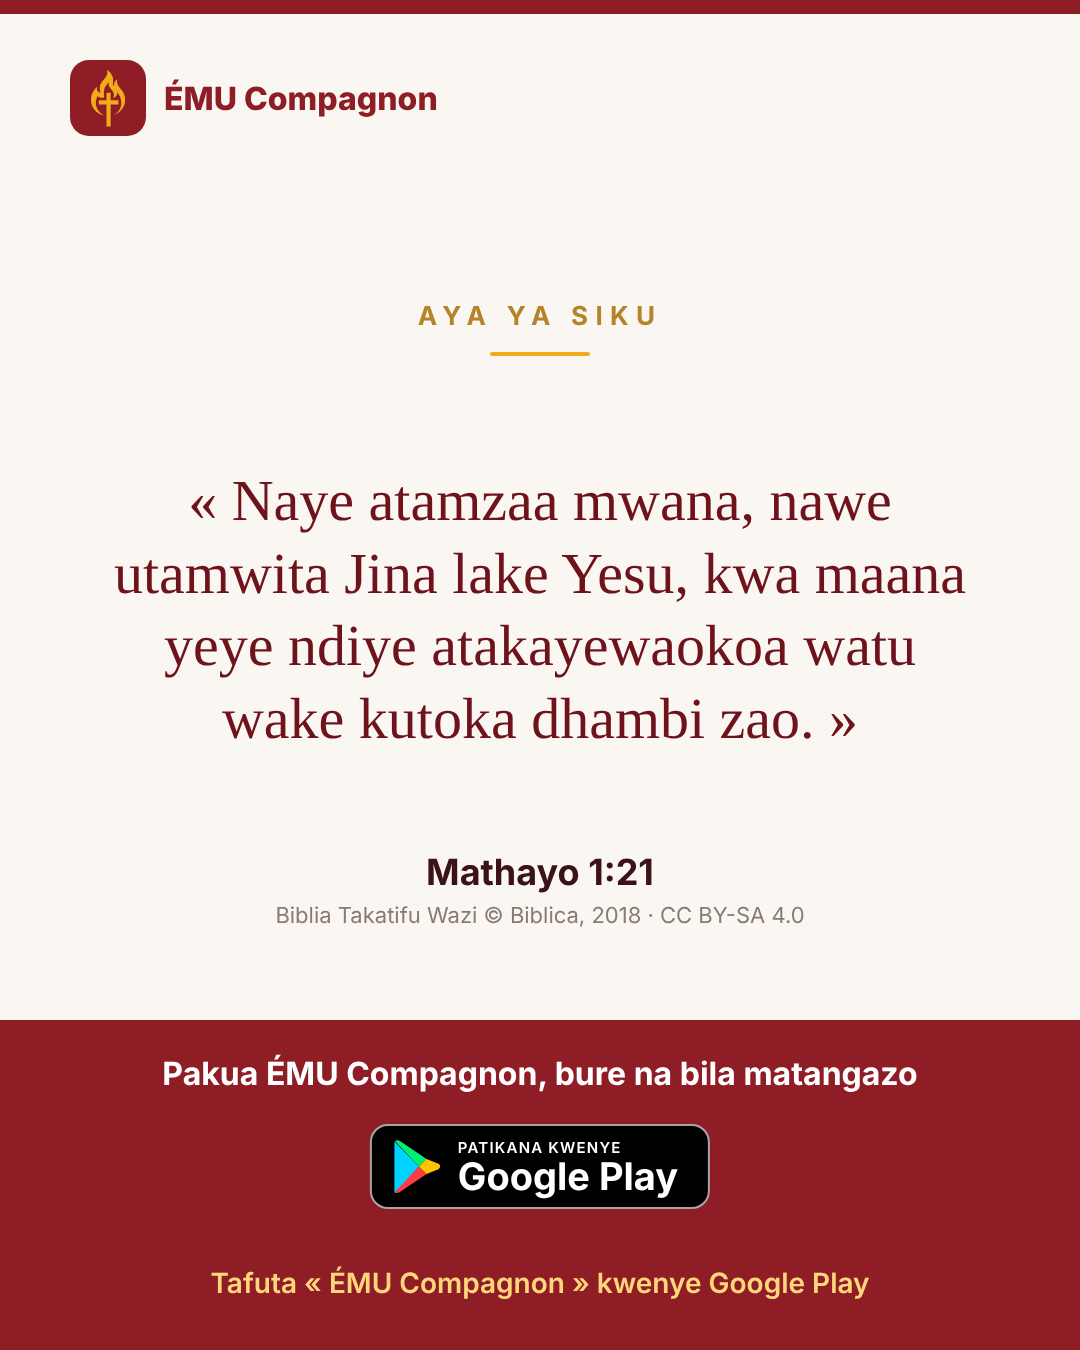 ÉMU Compagnon
AYA YA SIKU
« Naye atamzaa mwana, nawe
utamwita Jina lake Yesu, kwa maana
yeye ndiye atakayewaokoa watu
wake kutoka dhambi zao. »
Mathayo 1:21
Biblia Takatifu Wazi © Biblica, 2018 · CC BY-SA 4.0
Pakua ÉMU Compagnon, bure na bila matangazo
PATIKANA KWENYE
Google Play
Tafuta « ÉMU Compagnon » kwenye Google Play